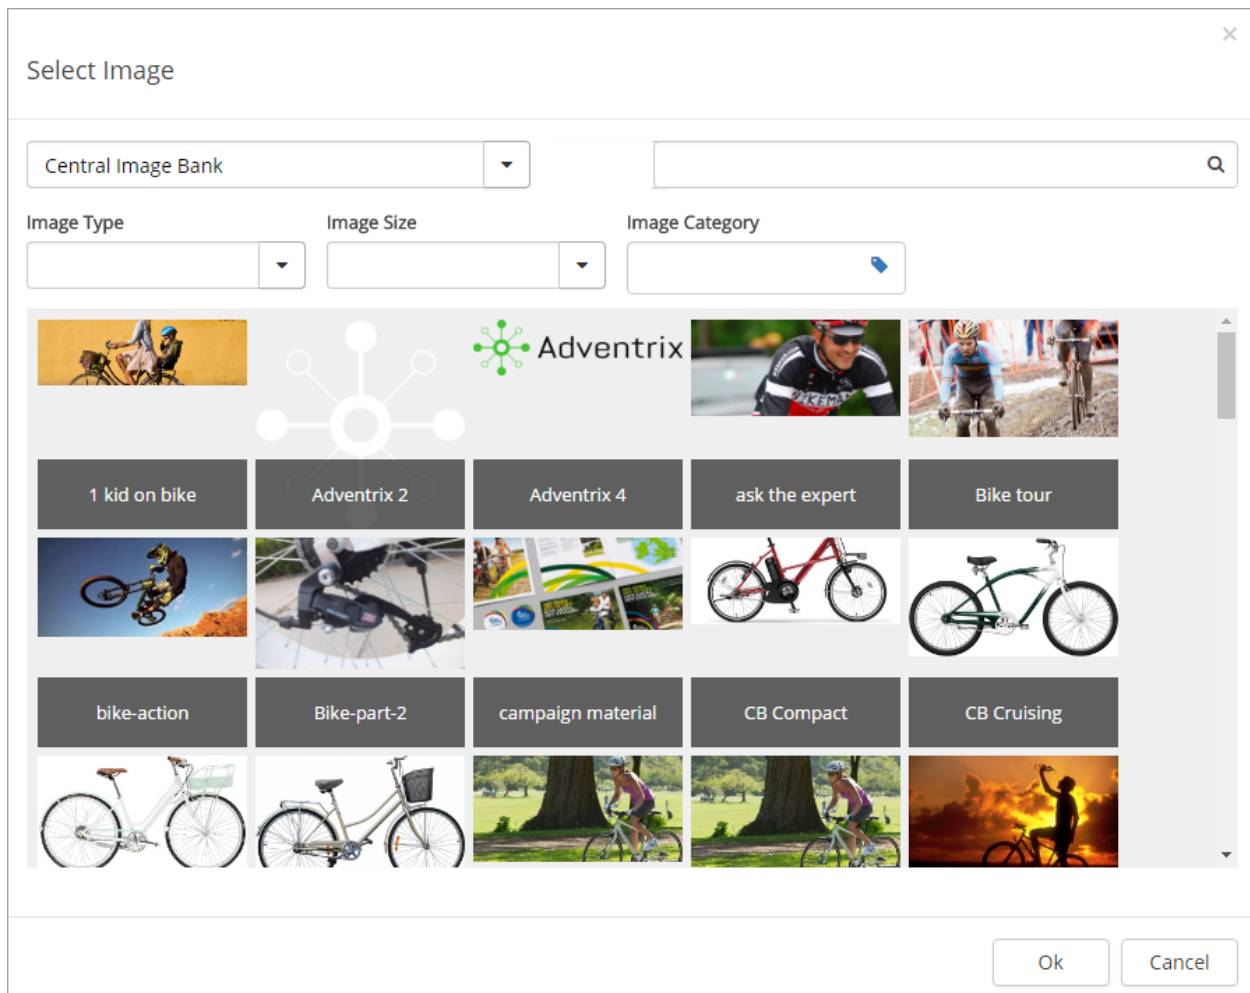 ×
Select Image
Central Image Bank
Image Type
Image Size
Image Category
Adventrix
BIKEMAN
1 kid on bike
Adventrix 2
Adventrix 4
ask the expert
Bike tour
bike-action
Bike-part-2
campaign material
CB Compact
CB Cruising
Ok
Cancel